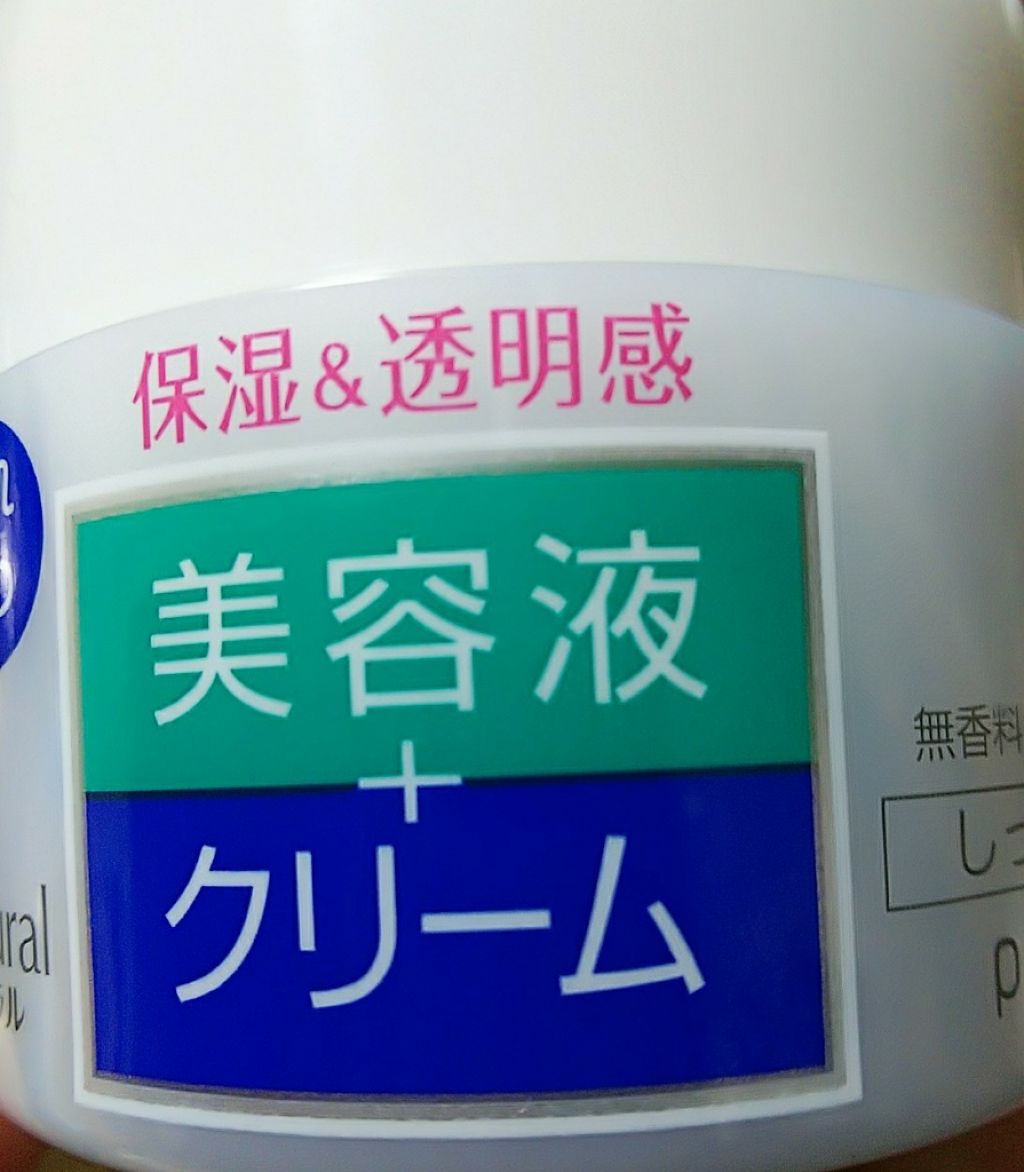 保湿&透明感
美容液
+
クリーム
無香料